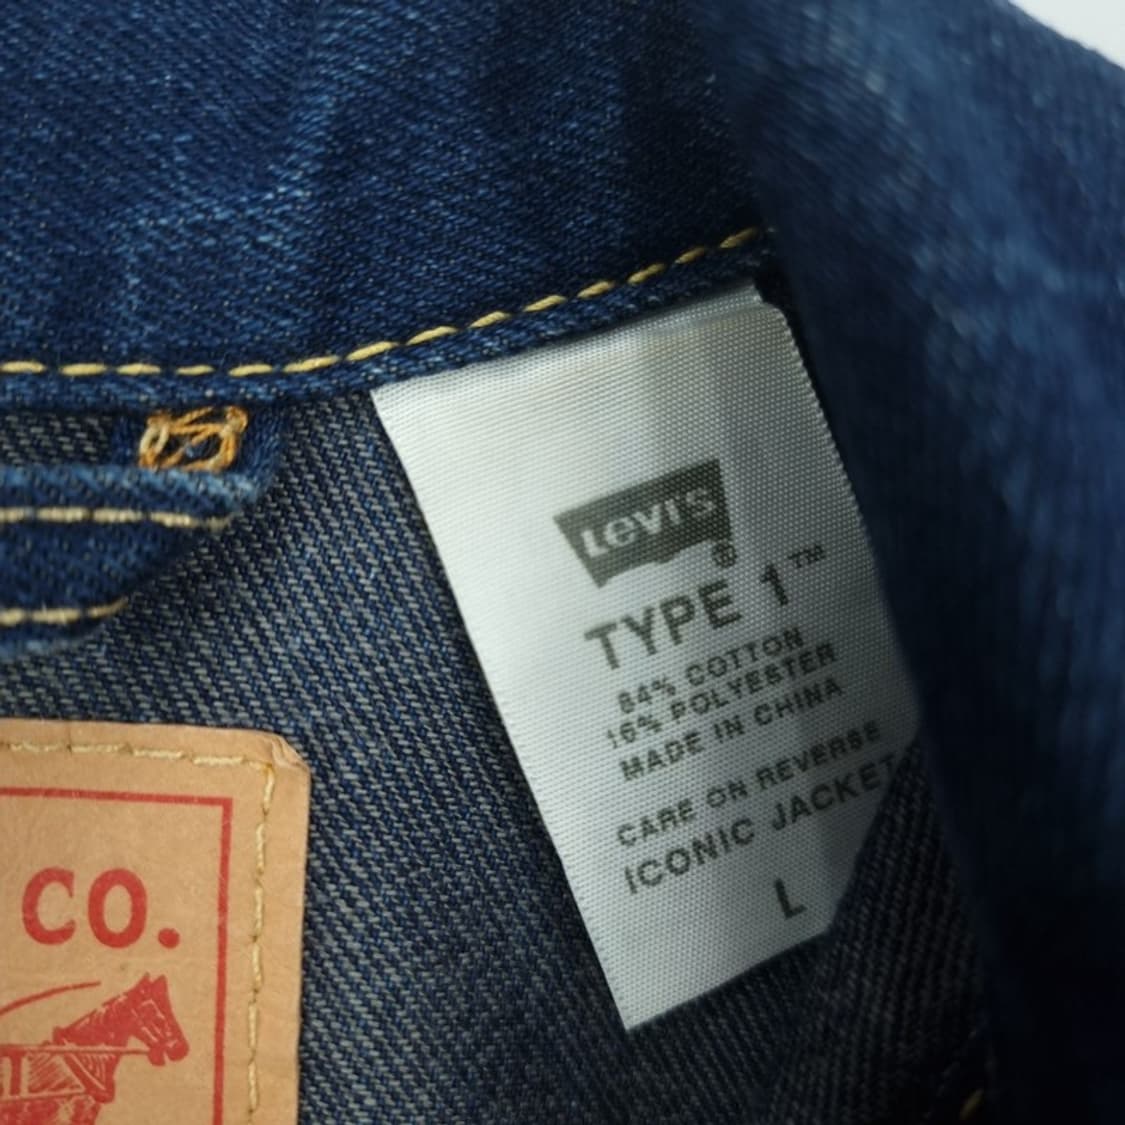 Levi's
®
TYPE 1™
84% COTTON
16% POLYESTER
MADE IN CHINA
CARE ON REVERSE
ICONIC JACKET
L
CO.